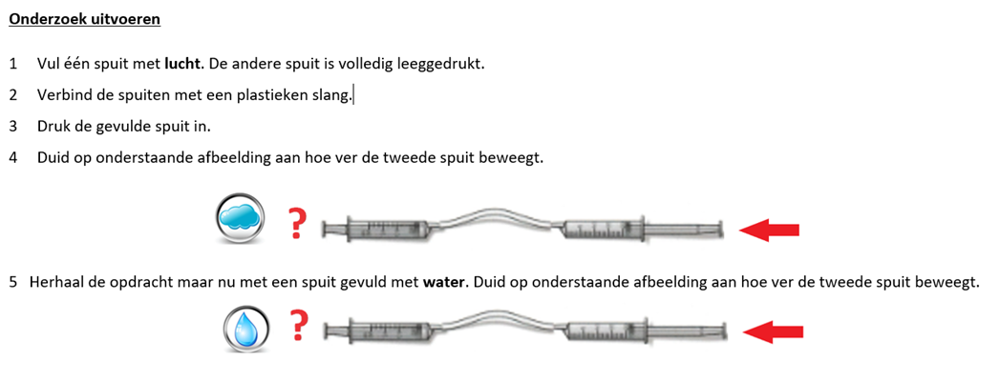 Onderzoek uitvoeren
1 Vul één spuit met lucht. De andere spuit is volledig leeggedrukt.
2 Verbind de spuiten met een plastieken slang.
3 Druk de gevulde spuit in.
4 Duid op onderstaande afbeelding aan hoe ver de tweede spuit beweegt.
?
5 Herhaal de opdracht maar nu met een spuit gevuld met water. Duid op onderstaande afbeelding aan hoe ver de tweede spuit beweegt.
?